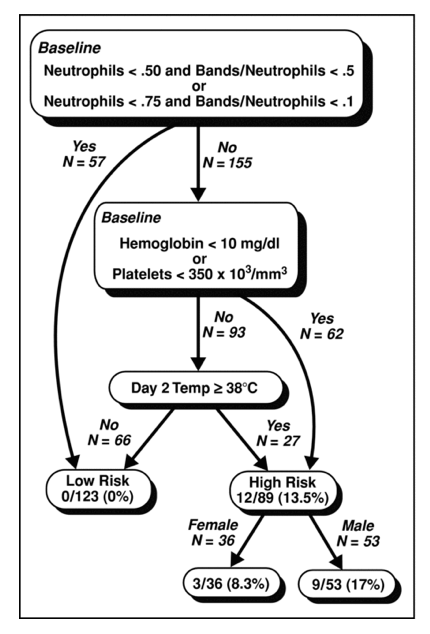 Baseline
Neutrophils < .50 and Bands/Neutrophils < .5
or
Neutrophils < .75 and Bands/Neutrophils < .1
Yes
N = 57
No
N = 155
Baseline
Hemoglobin < 10 mg/dl
or
Platelets < 350 x 10³/mm³
No
N = 93
Yes
N = 62
Day 2 Temp ≥ 38°C
No
N = 66
Yes
N = 27
Low Risk
0/123 (0%)
High Risk
12/89 (13.5%)
Female
N = 36
Male
N = 53
3/36 (8.3%)
9/53 (17%)